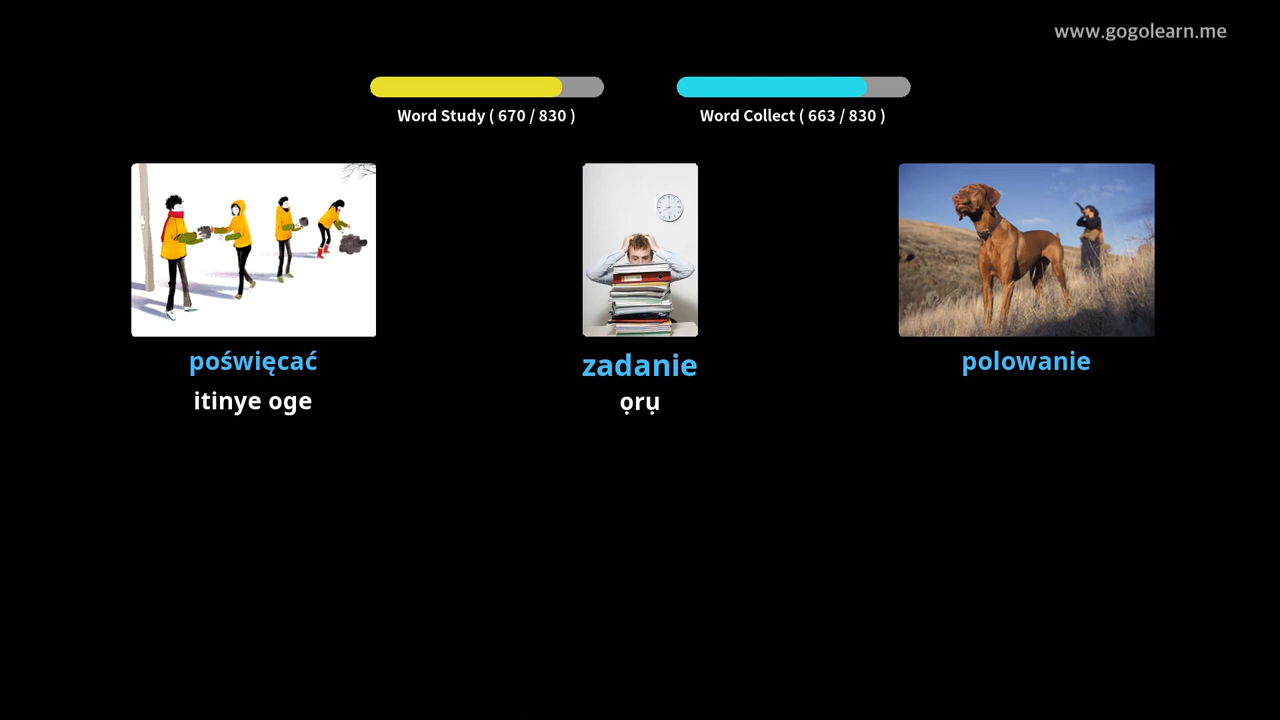 www.gogolearn.me
Word Study ( 670 / 830 )
Word Collect ( 663 / 830 )
poświęcać
zadanie
polowanie
itinye oge
ọrụ